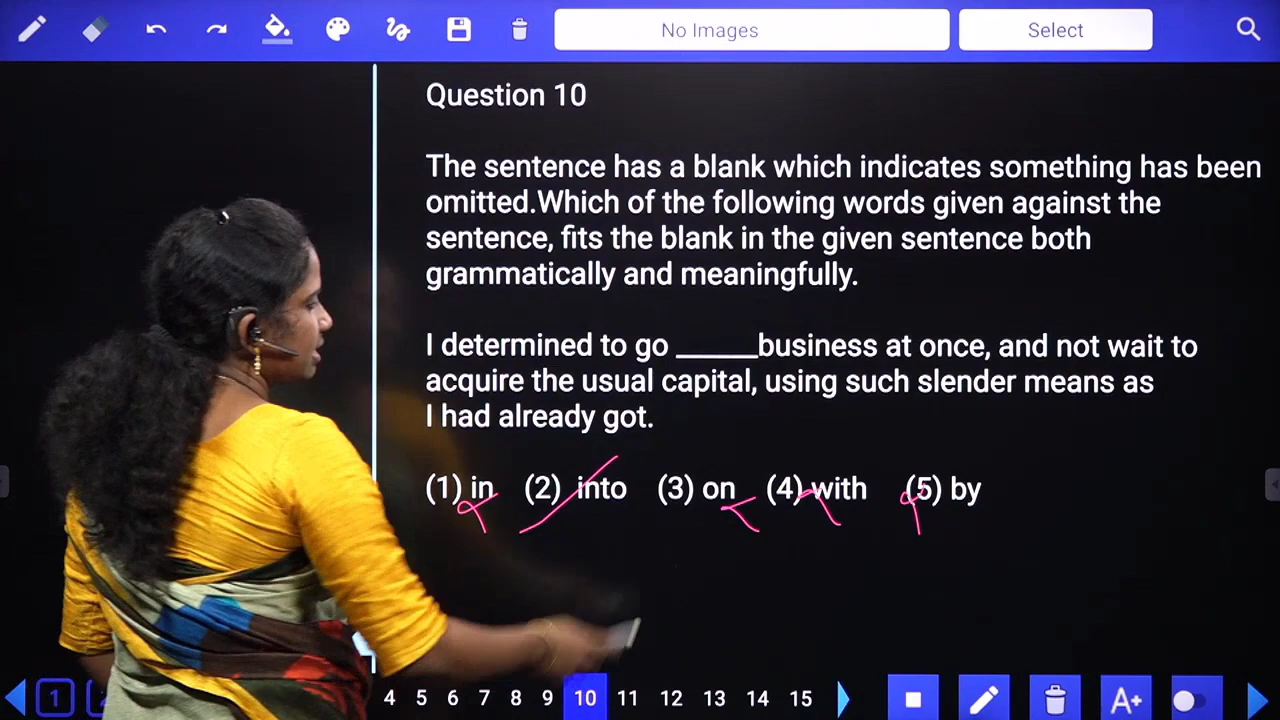 No Images
Select
Question 10
The sentence has a blank which indicates something has been
omitted.Which of the following words given against the
sentence, fits the blank in the given sentence both
grammatically and meaningfully.
I determined to go _____business at once, and not wait to
acquire the usual capital, using such slender means as
I had already got.
(1) in (2) into (3) on (4) with (5) by
1 4 5 6 7 8 9 10 11 12 13 14 15
A+